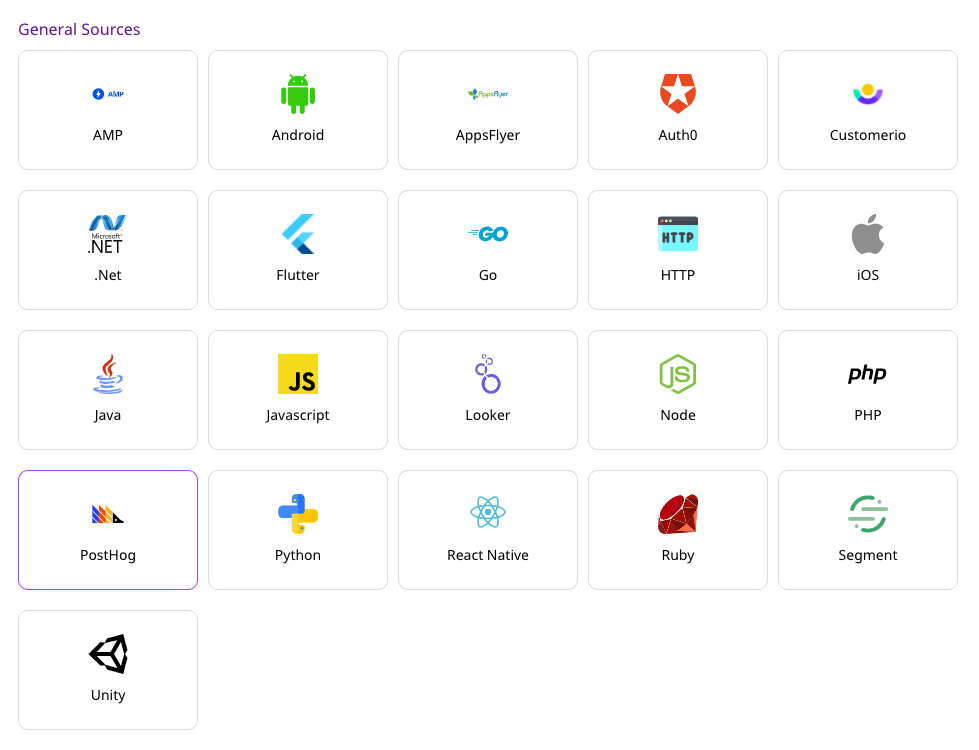 General Sources
AMP
AMP
Android
AppsFlyer
AppsFlyer
Auth0
Customerio
Microsoft®
.NET
.Net
Flutter
GO
Go
HTTP
HTTP
iOS
Java
JS
Javascript
Looker
JS
Node
php
PHP
PostHog
Python
React Native
Ruby
Segment
Unity